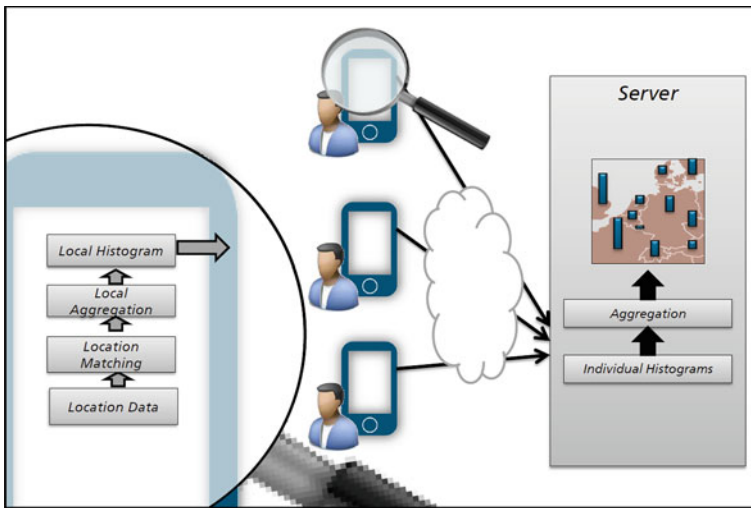 Local Histogram
Local
Aggregation
Location
Matching
Location Data
Server
Aggregation
Individual Histograms